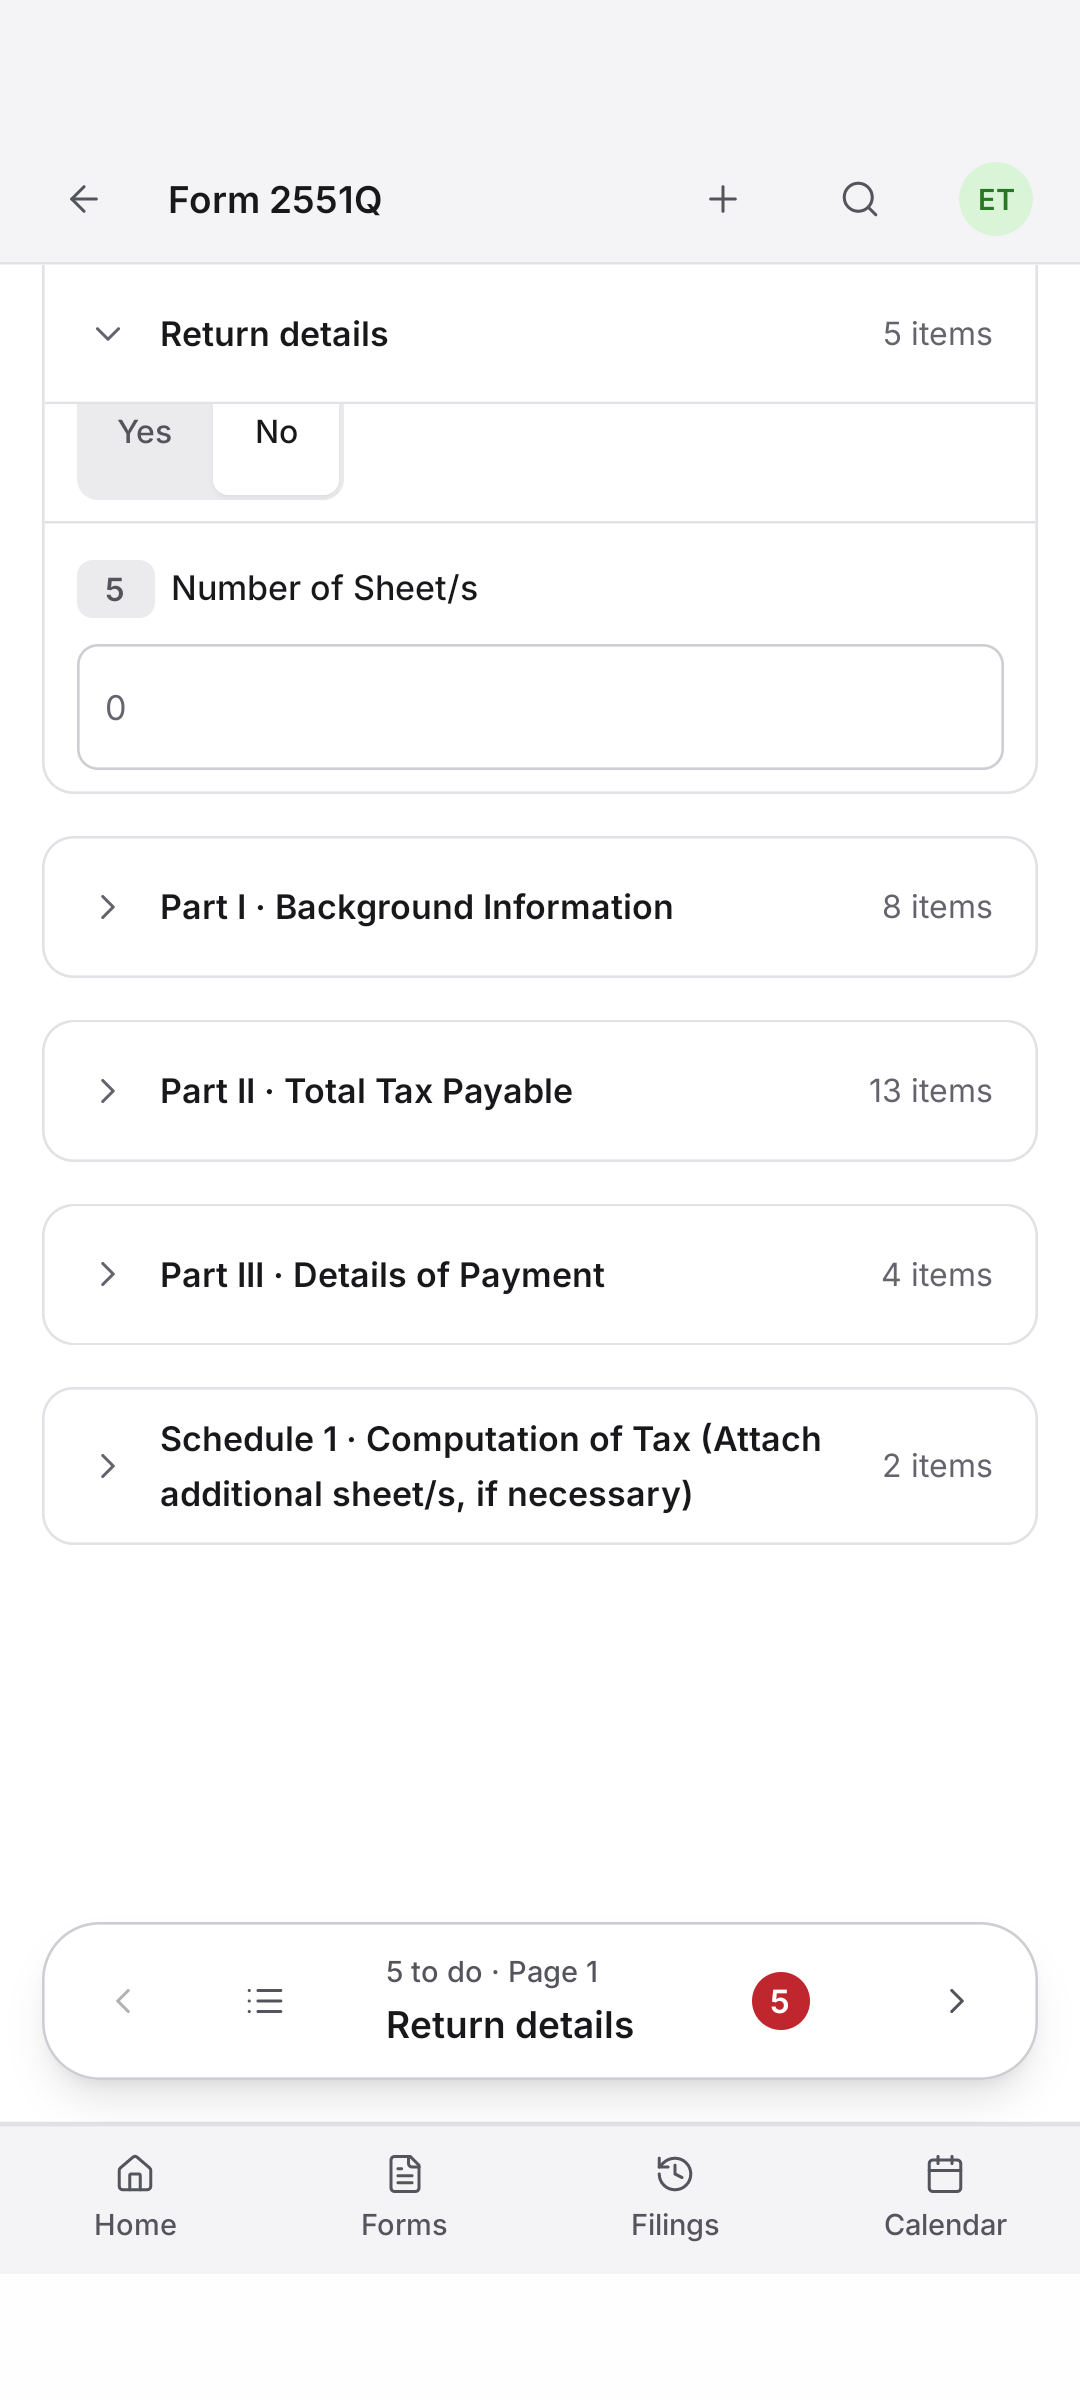 Form 2551Q
ET
Return details
5 items
Yes
No
5 Number of Sheet/s
0
Part I · Background Information
8 items
Part II · Total Tax Payable
13 items
Part III · Details of Payment
4 items
Schedule 1 · Computation of Tax (Attach
additional sheet/s, if necessary)
2 items
5 to do · Page 1
Return details
5
Home
Forms
Filings
Calendar